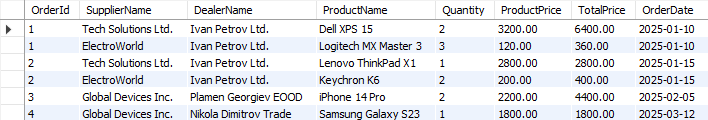 OrderId SupplierName DealerName ProductName Quantity ProductPrice TotalPrice OrderDate
1 Tech Solutions Ltd. Ivan Petrov Ltd. Dell XPS 15 2 3200.00 6400.00 2025-01-10
1 ElectroWorld Ivan Petrov Ltd. Logitech MX Master 3 3 120.00 360.00 2025-01-10
2 Tech Solutions Ltd. Ivan Petrov Ltd. Lenovo ThinkPad X1 1 2800.00 2800.00 2025-01-15
2 ElectroWorld Ivan Petrov Ltd. Keychron K6 2 200.00 400.00 2025-01-15
3 Global Devices Inc. Plamen Georgiev EOOD iPhone 14 Pro 2 2200.00 4400.00 2025-02-05
4 Global Devices Inc. Nikola Dimitrov Trade Samsung Galaxy S23 1 1800.00 1800.00 2025-03-12